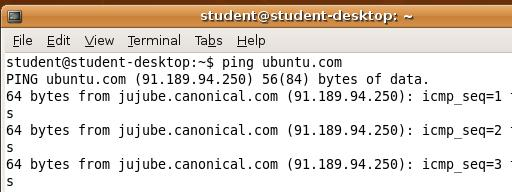 student@student-desktop: ~
File Edit View Terminal Tabs Help
student@student-desktop:~$ ping ubuntu.com
PING ubuntu.com (91.189.94.250) 56(84) bytes of data.
64 bytes from jujube.canonical.com (91.189.94.250): icmp_seq=1
s
64 bytes from jujube.canonical.com (91.189.94.250): icmp_seq=2
s
64 bytes from jujube.canonical.com (91.189.94.250): icmp_seq=3
s